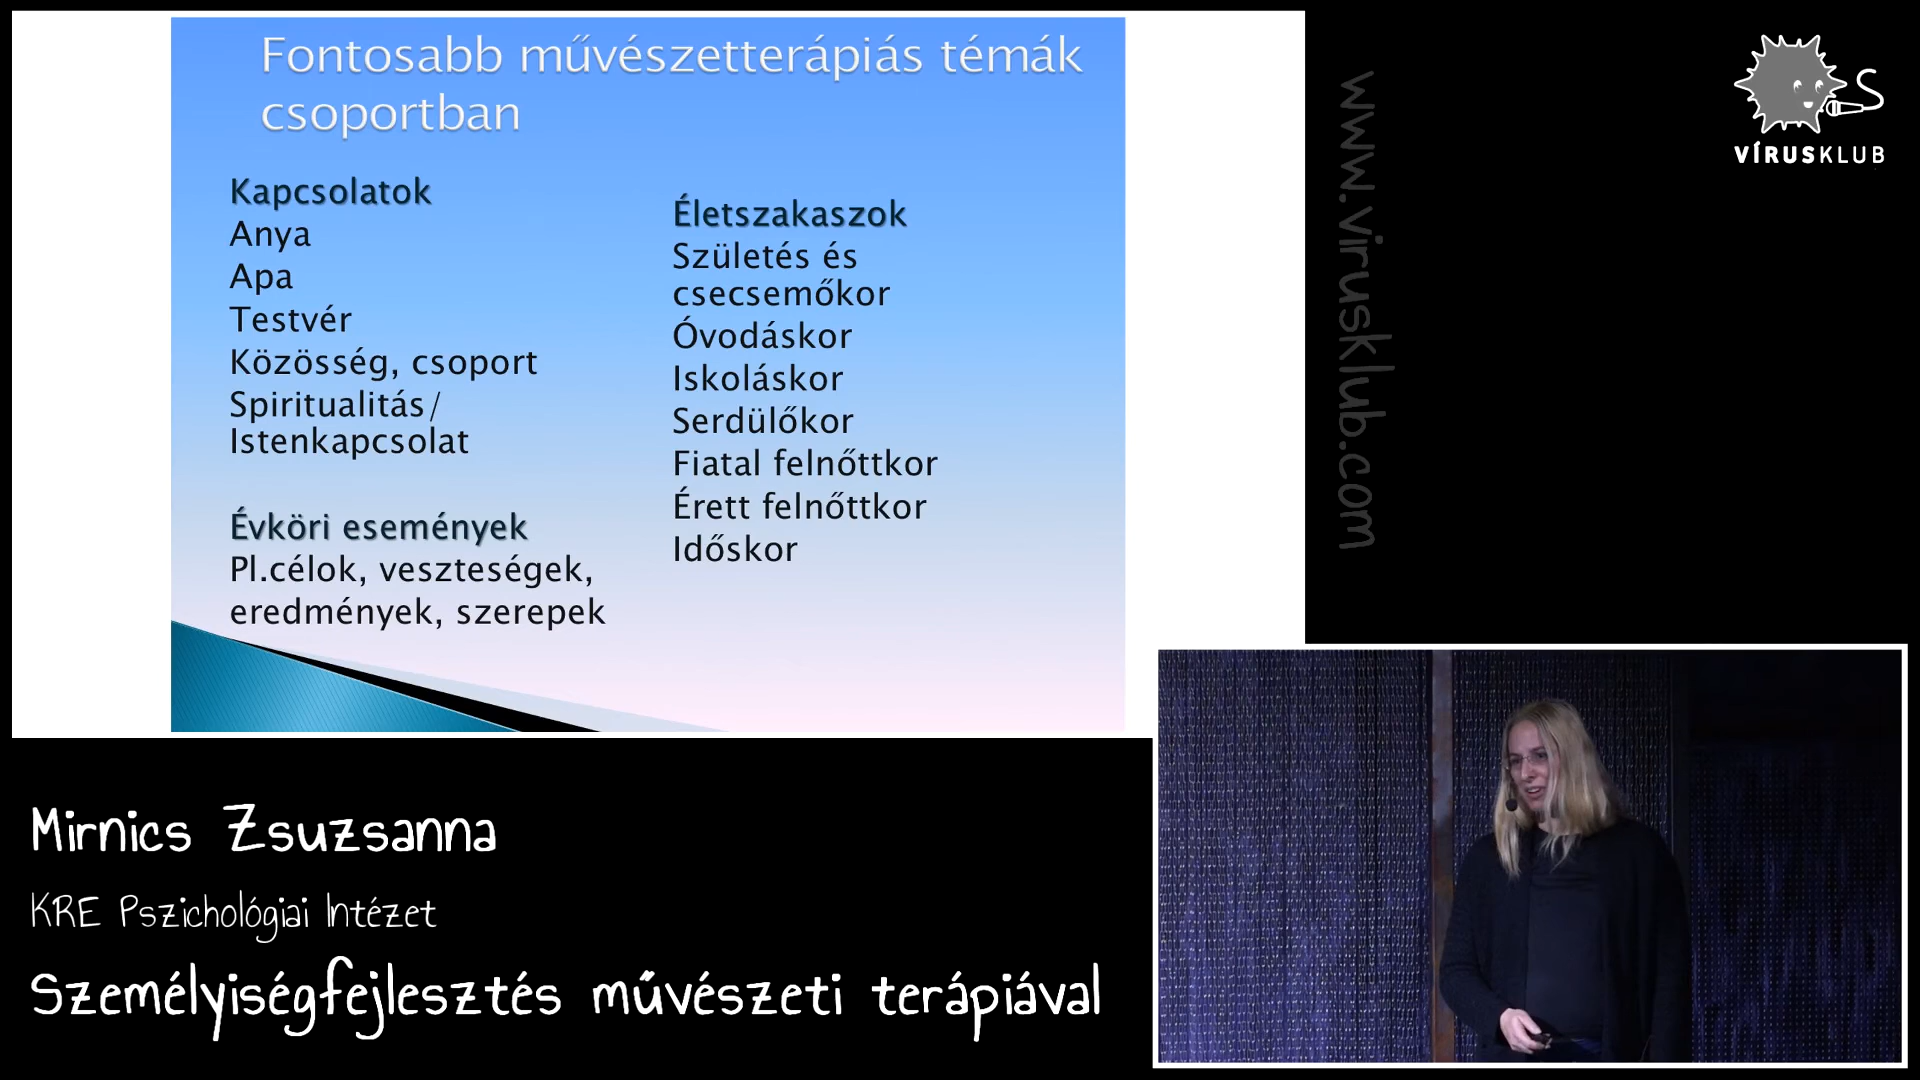 Fontosabb művészetterápiás témák
csoportban
Kapcsolatok
Anya
Apa
Testvér
Közösség, csoport
Spiritualitás/
Istenkapcsolat
Évköri események
Pl.célok, veszteségek,
eredmények, szerepek
Életszakaszok
Születés és
csecsemőkor
Óvodáskor
Iskoláskor
Serdülőkor
Fiatal felnőttkor
Érett felnőttkor
Időskor
www.virusklub.com
VÍRUSKLUB
Mirnics Zsuzsanna
KRE Pszichológiai Intézet
Személyiségfejlesztés művészeti terápiával